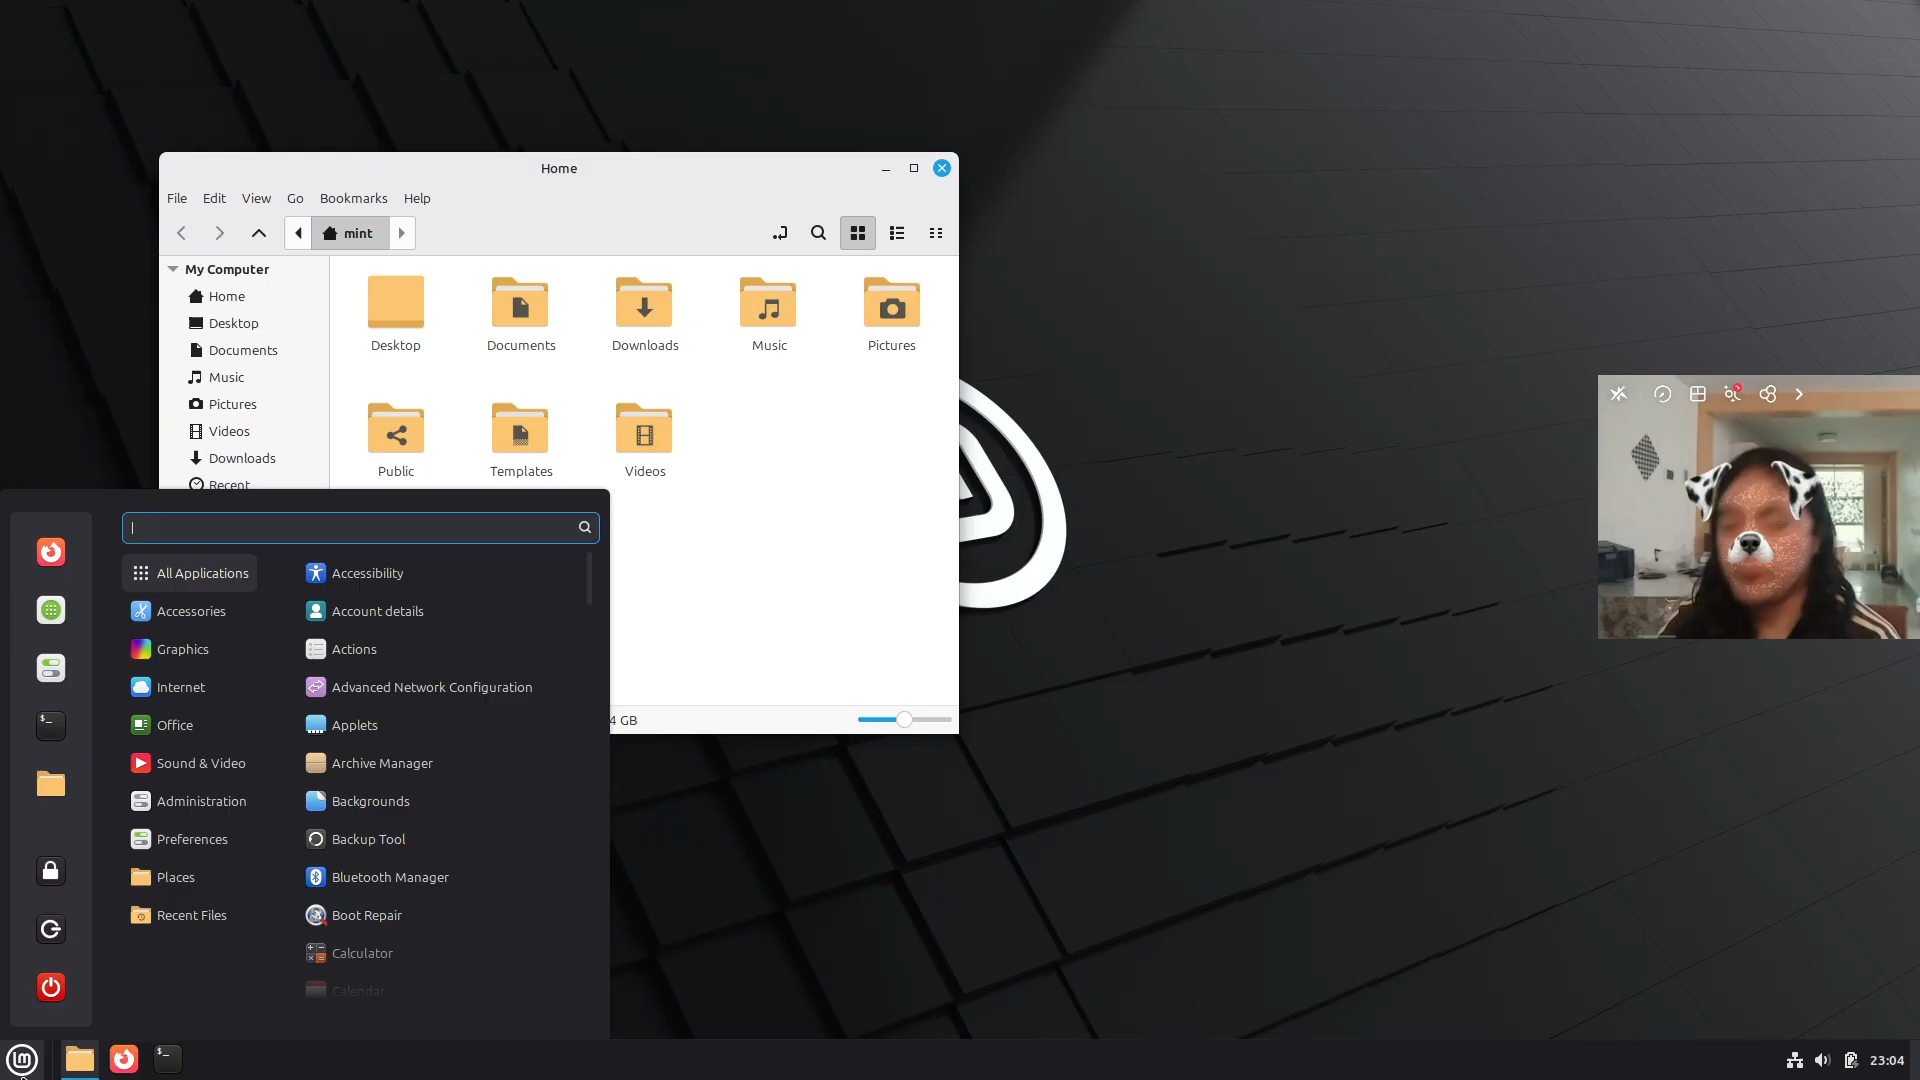 Home
File Edit View Go Bookmarks Help
mint
My Computer
Home
Desktop
Documents
Music
Pictures
Videos
Downloads
Recent
Desktop Documents Downloads Music Pictures
Public Templates Videos
4 GB
All Applications
Accessories
Graphics
Internet
Office
Sound & Video
Administration
Preferences
Places
Recent Files
Accessibility
Account details
Actions
Advanced Network Configuration
Applets
Archive Manager
Backgrounds
Backup Tool
Bluetooth Manager
Boot Repair
Calculator
Calendar
23:04